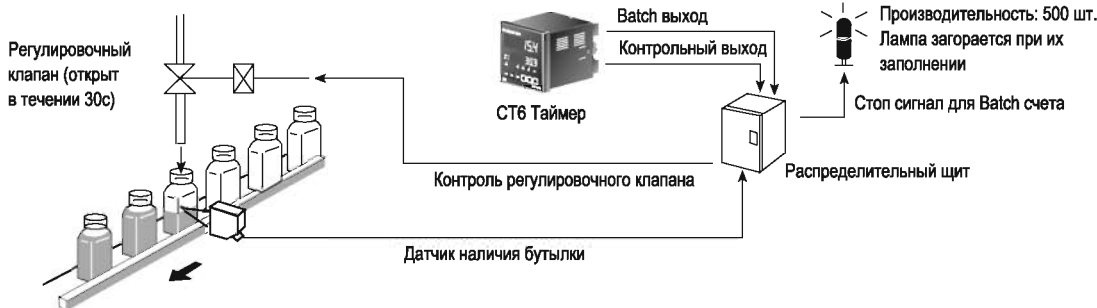 Регулировочный
клапан (открыт
в течении 30с)
Batch выход
Контрольный выход
СТ6 Таймер
Производительность: 500 шт.
Лампа загорается при их
заполнении
Стоп сигнал для Batch счета
Распределительный щит
Контроль регулировочного клапана
Датчик наличия бутылки